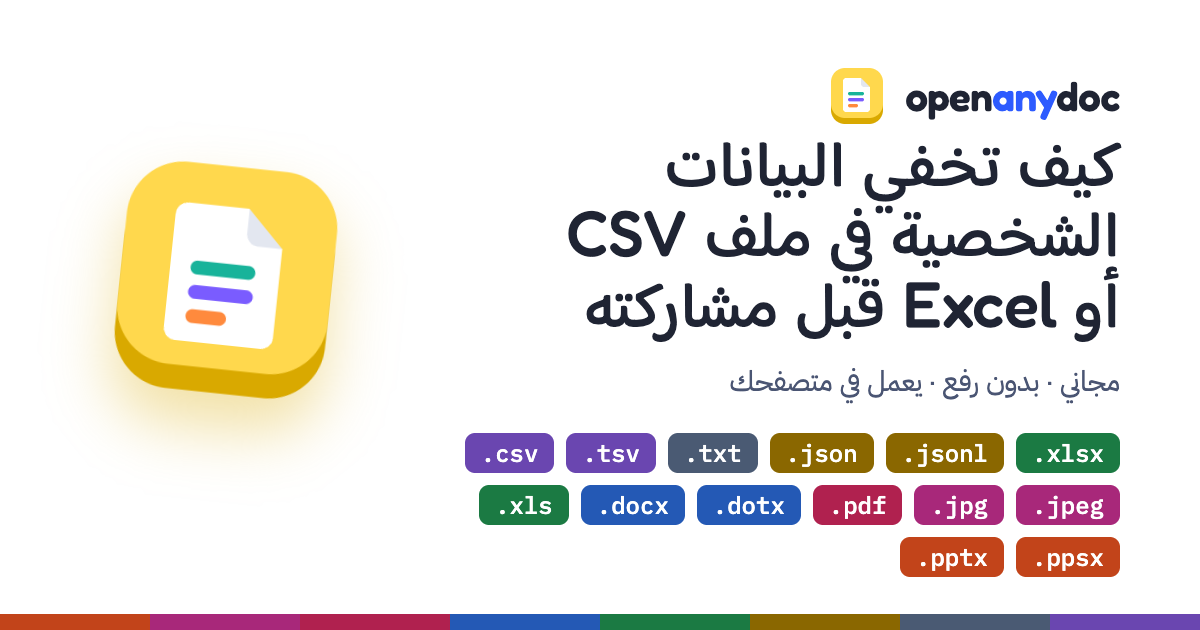 openanydoc
كيف تخفي البيانات
الشخصية في ملف CSV
أو Excel قبل مشاركته
مجاني · بدون رفع · يعمل في متصفحك
.csv .tsv .txt .json .jsonl .xlsx
.xls .docx .dotx .pdf .jpg .jpeg
.pptx .ppsx